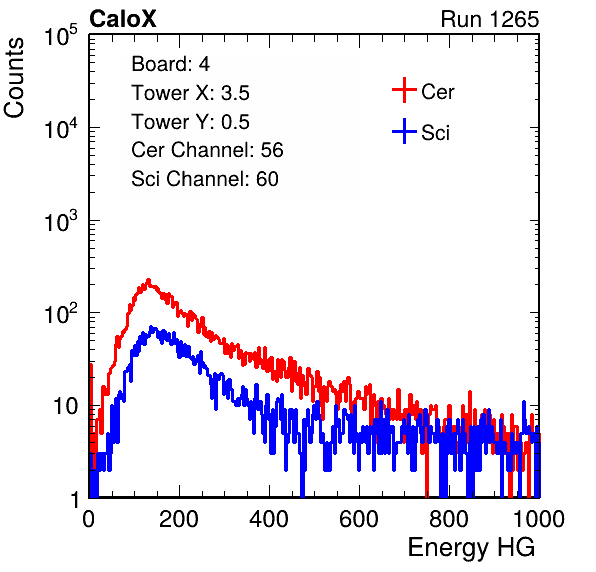 CaloX Run 1265
Counts
10^5
10^4
10^3
10^2
10
1
Board: 4
Tower X: 3.5
Tower Y: 0.5
Cer Channel: 56
Sci Channel: 60
Cer
Sci
0 200 400 600 800 1000
Energy HG